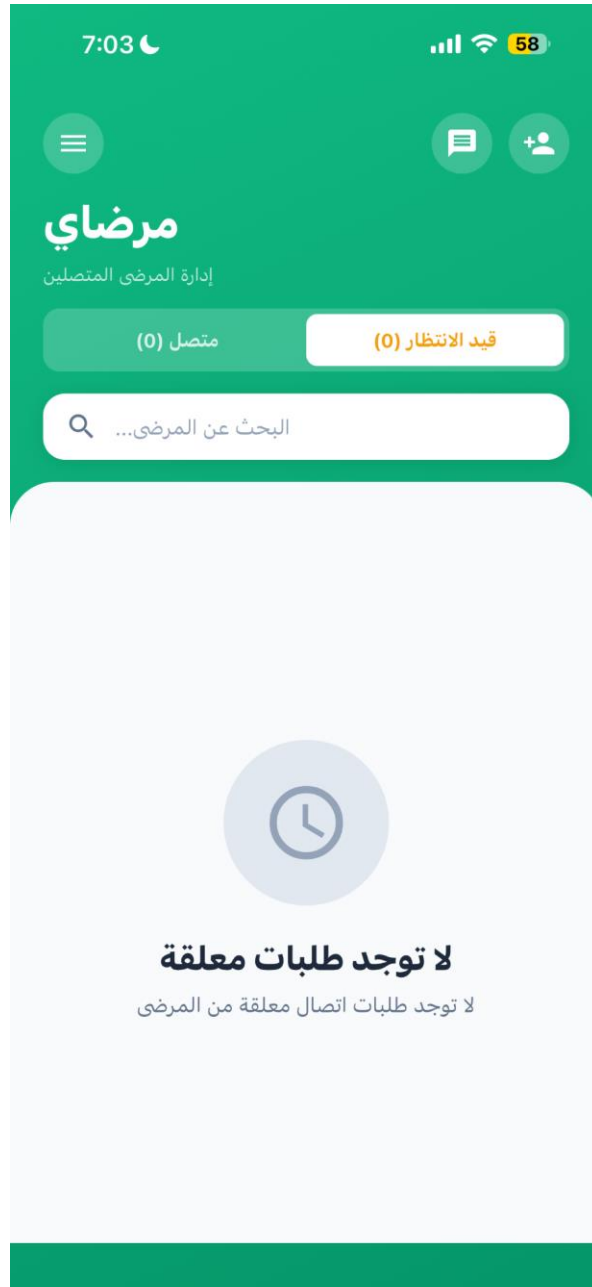 7:03
58
مرضاي
إدارة المرضى المتصلين
قيد الانتظار (0)
متصل (0)
البحث عن المرضى...
لا توجد طلبات معلقة
لا توجد طلبات اتصال معلقة من المرضى